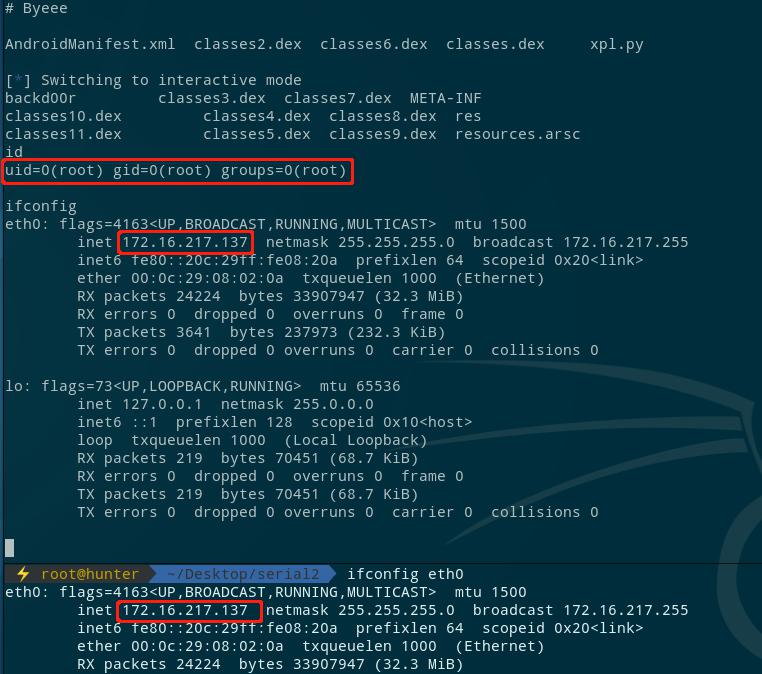 # Byeee
AndroidManifest.xml classes2.dex classes6.dex classes.dex xpl.py
[*] Switching to interactive mode
backd00r classes3.dex classes7.dex META-INF
classes10.dex classes4.dex classes8.dex res
classes11.dex classes5.dex classes9.dex resources.arsc
id
uid=0(root) gid=0(root) groups=0(root)
ifconfig
eth0: flags=4163<UP,BROADCAST,RUNNING,MULTICAST> mtu 1500
inet 172.16.217.137 netmask 255.255.255.0 broadcast 172.16.217.255
inet6 fe80::20c:29ff:fe08:20a prefixlen 64 scopeid 0x20<link>
ether 00:0c:29:08:02:0a txqueuelen 1000 (Ethernet)
RX packets 24224 bytes 33907947 (32.3 MiB)
RX errors 0 dropped 0 overruns 0 frame 0
TX packets 3641 bytes 237973 (232.3 KiB)
TX errors 0 dropped 0 overruns 0 carrier 0 collisions 0
lo: flags=73<UP,LOOPBACK,RUNNING> mtu 65536
inet 127.0.0.1 netmask 255.0.0.0
inet6 ::1 prefixlen 128 scopeid 0x10<host>
loop txqueuelen 1000 (Local Loopback)
RX packets 219 bytes 70451 (68.7 KiB)
RX errors 0 dropped 0 overruns 0 frame 0
TX packets 219 bytes 70451 (68.7 KiB)
TX errors 0 dropped 0 overruns 0 carrier 0 collisions 0
⚡ root@hunter ~/Desktop/serial2 ifconfig eth0
eth0: flags=4163<UP,BROADCAST,RUNNING,MULTICAST> mtu 1500
inet 172.16.217.137 netmask 255.255.255.0 broadcast 172.16.217.255
inet6 fe80::20c:29ff:fe08:20a prefixlen 64 scopeid 0x20<link>
ether 00:0c:29:08:02:0a txqueuelen 1000 (Ethernet)
RX packets 24224 bytes 33907947 (32.3 MiB)